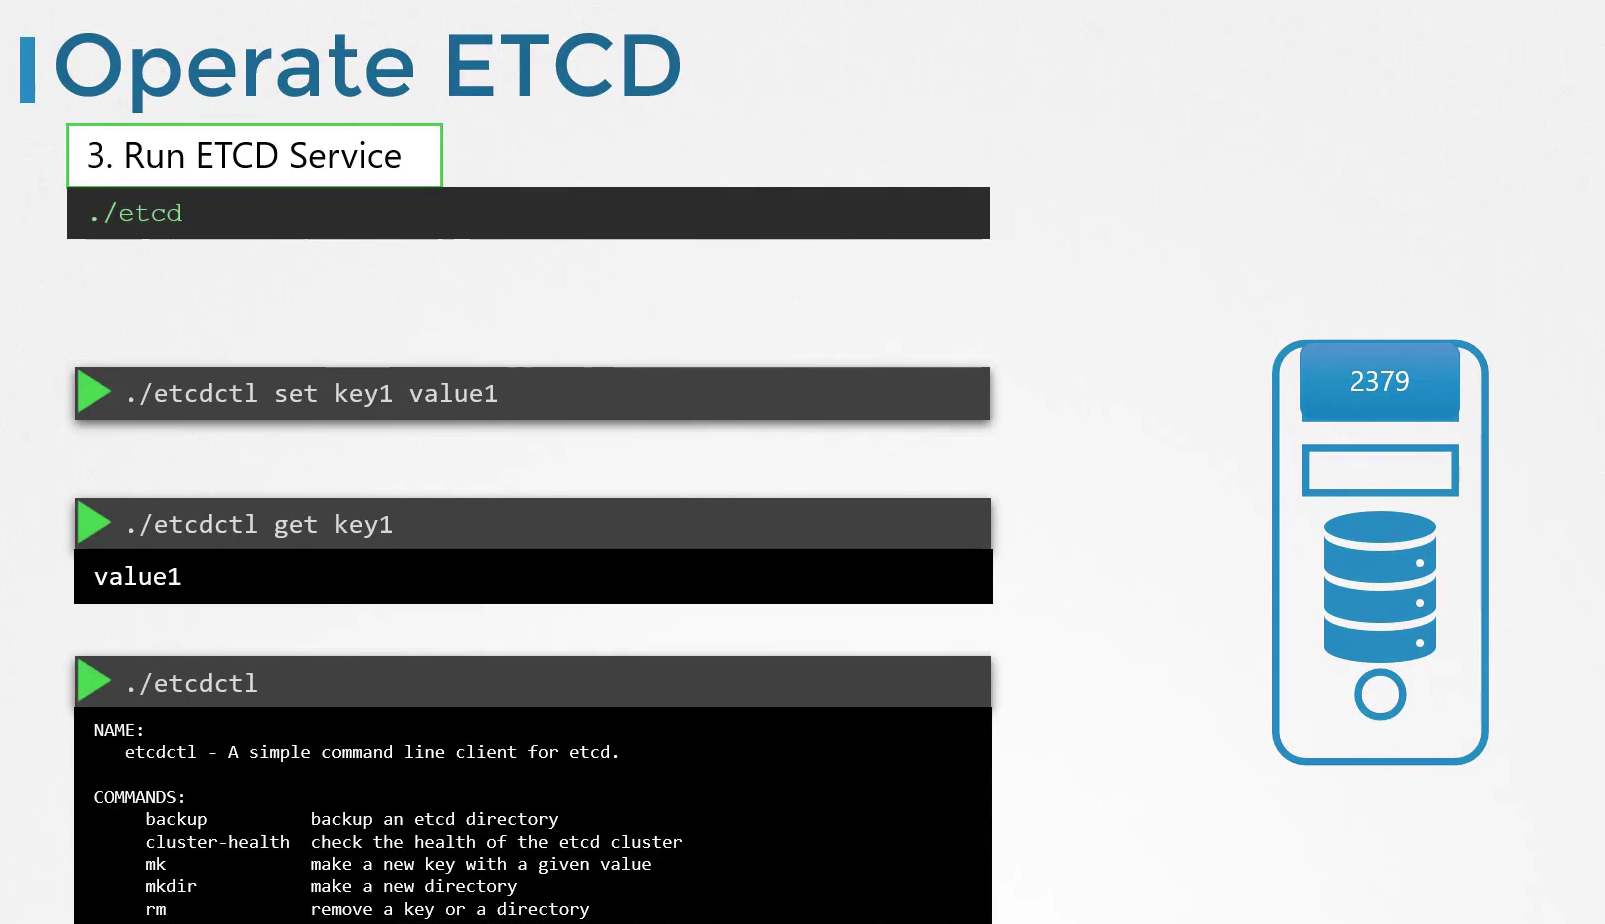 Operate ETCD
3. Run ETCD Service
./etcd
./etcdctl set key1 value1
2379
./etcdctl get key1
value1
./etcdctl
NAME:
etcdctl - A simple command line client for etcd.
COMMANDS:
backup backup an etcd directory
cluster-health check the health of the etcd cluster
mk make a new key with a given value
mkdir make a new directory
rm remove a key or a directory